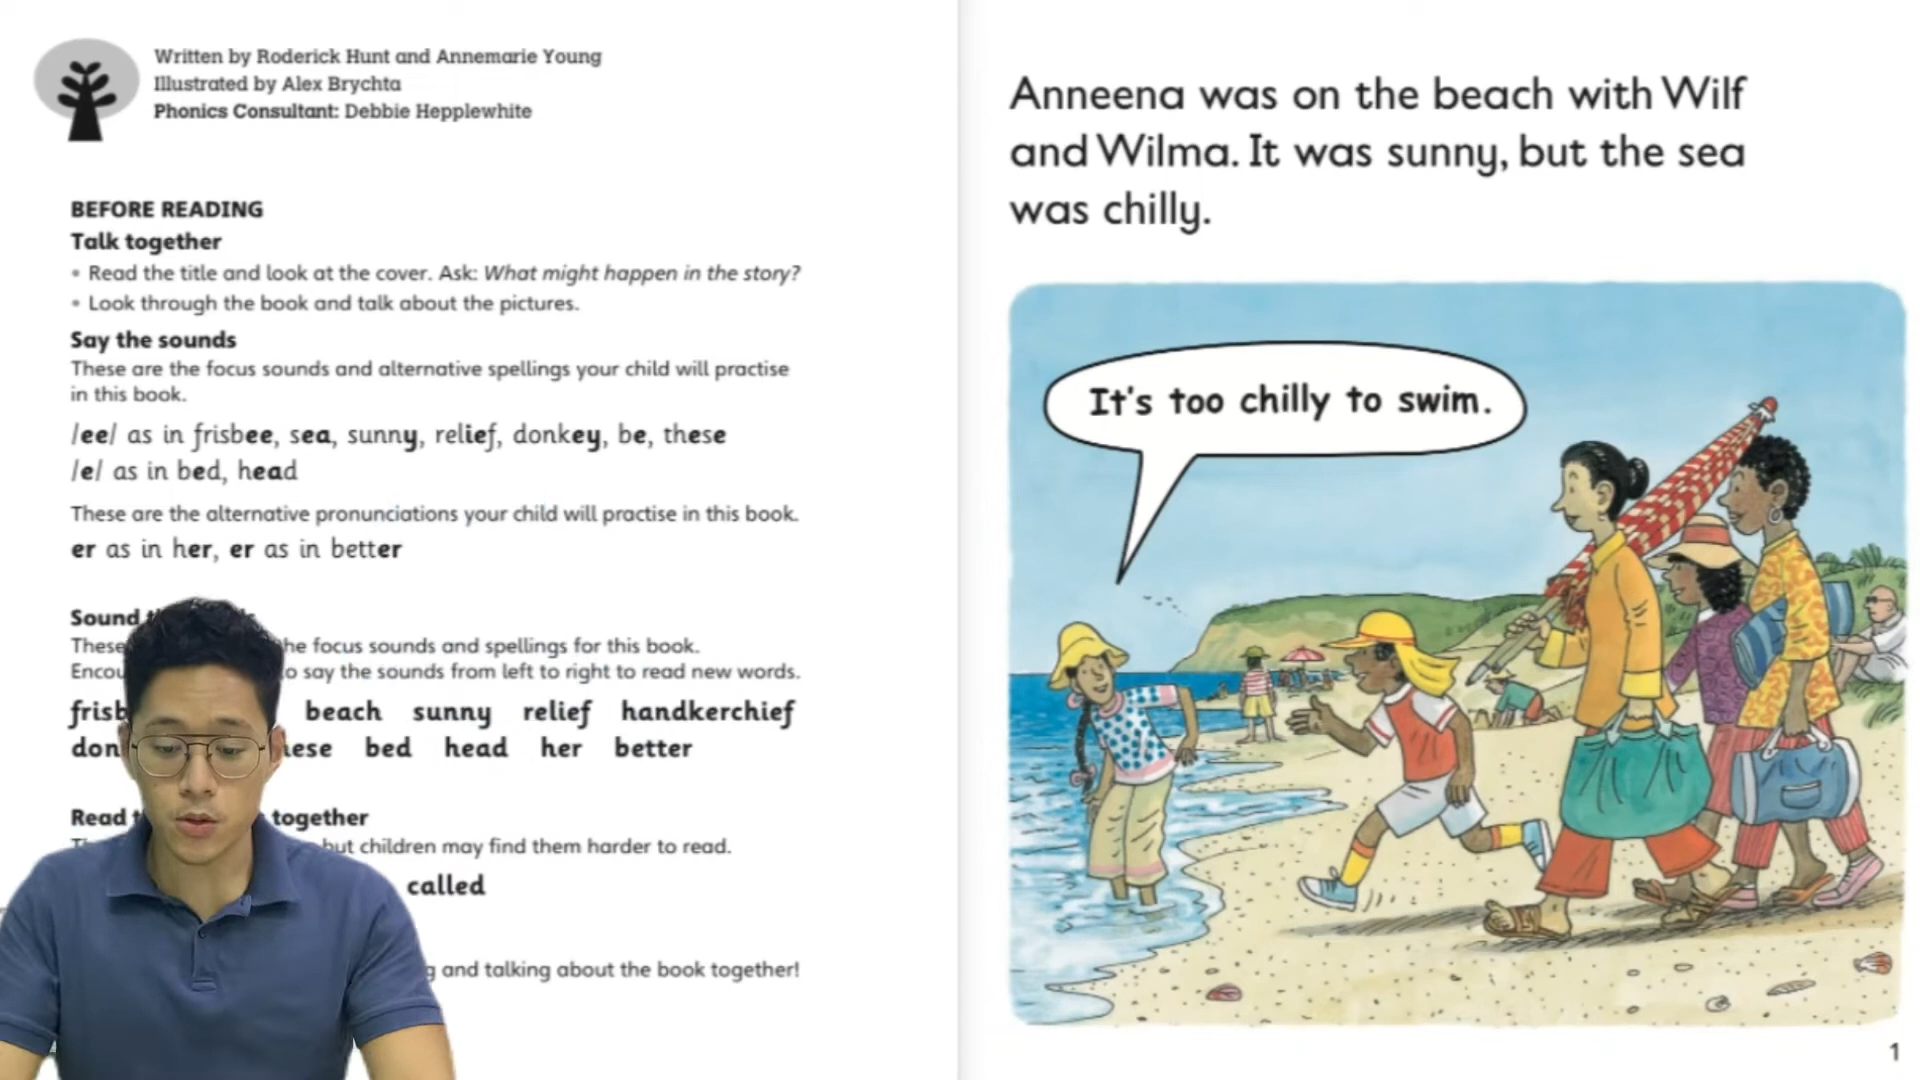 Written by Roderick Hunt and Annemarie Young
Illustrated by Alex Brychta
Phonics Consultant: Debbie Hepplewhite
BEFORE READING
Talk together
• Read the title and look at the cover. Ask: What might happen in the story?
• Look through the book and talk about the pictures.
Say the sounds
These are the focus sounds and alternative spellings your child will practise
in this book.
/ee/ as in frisbee, sea, sunny, relief, donkey, be, these
/e/ as in bed, head
These are the alternative pronunciations your child will practise in this book.
er as in her, er as in better
Sound
These the focus sounds and spellings for this book.
to say the sounds from left to right to read new words.
beach sunny relief handkerchief
bed head her better
Read together
but children may find them harder to read.
called
and talking about the book together!
Anneena was on the beach with Wilf
and Wilma. It was sunny, but the sea
was chilly.
It's too chilly to swim.
1